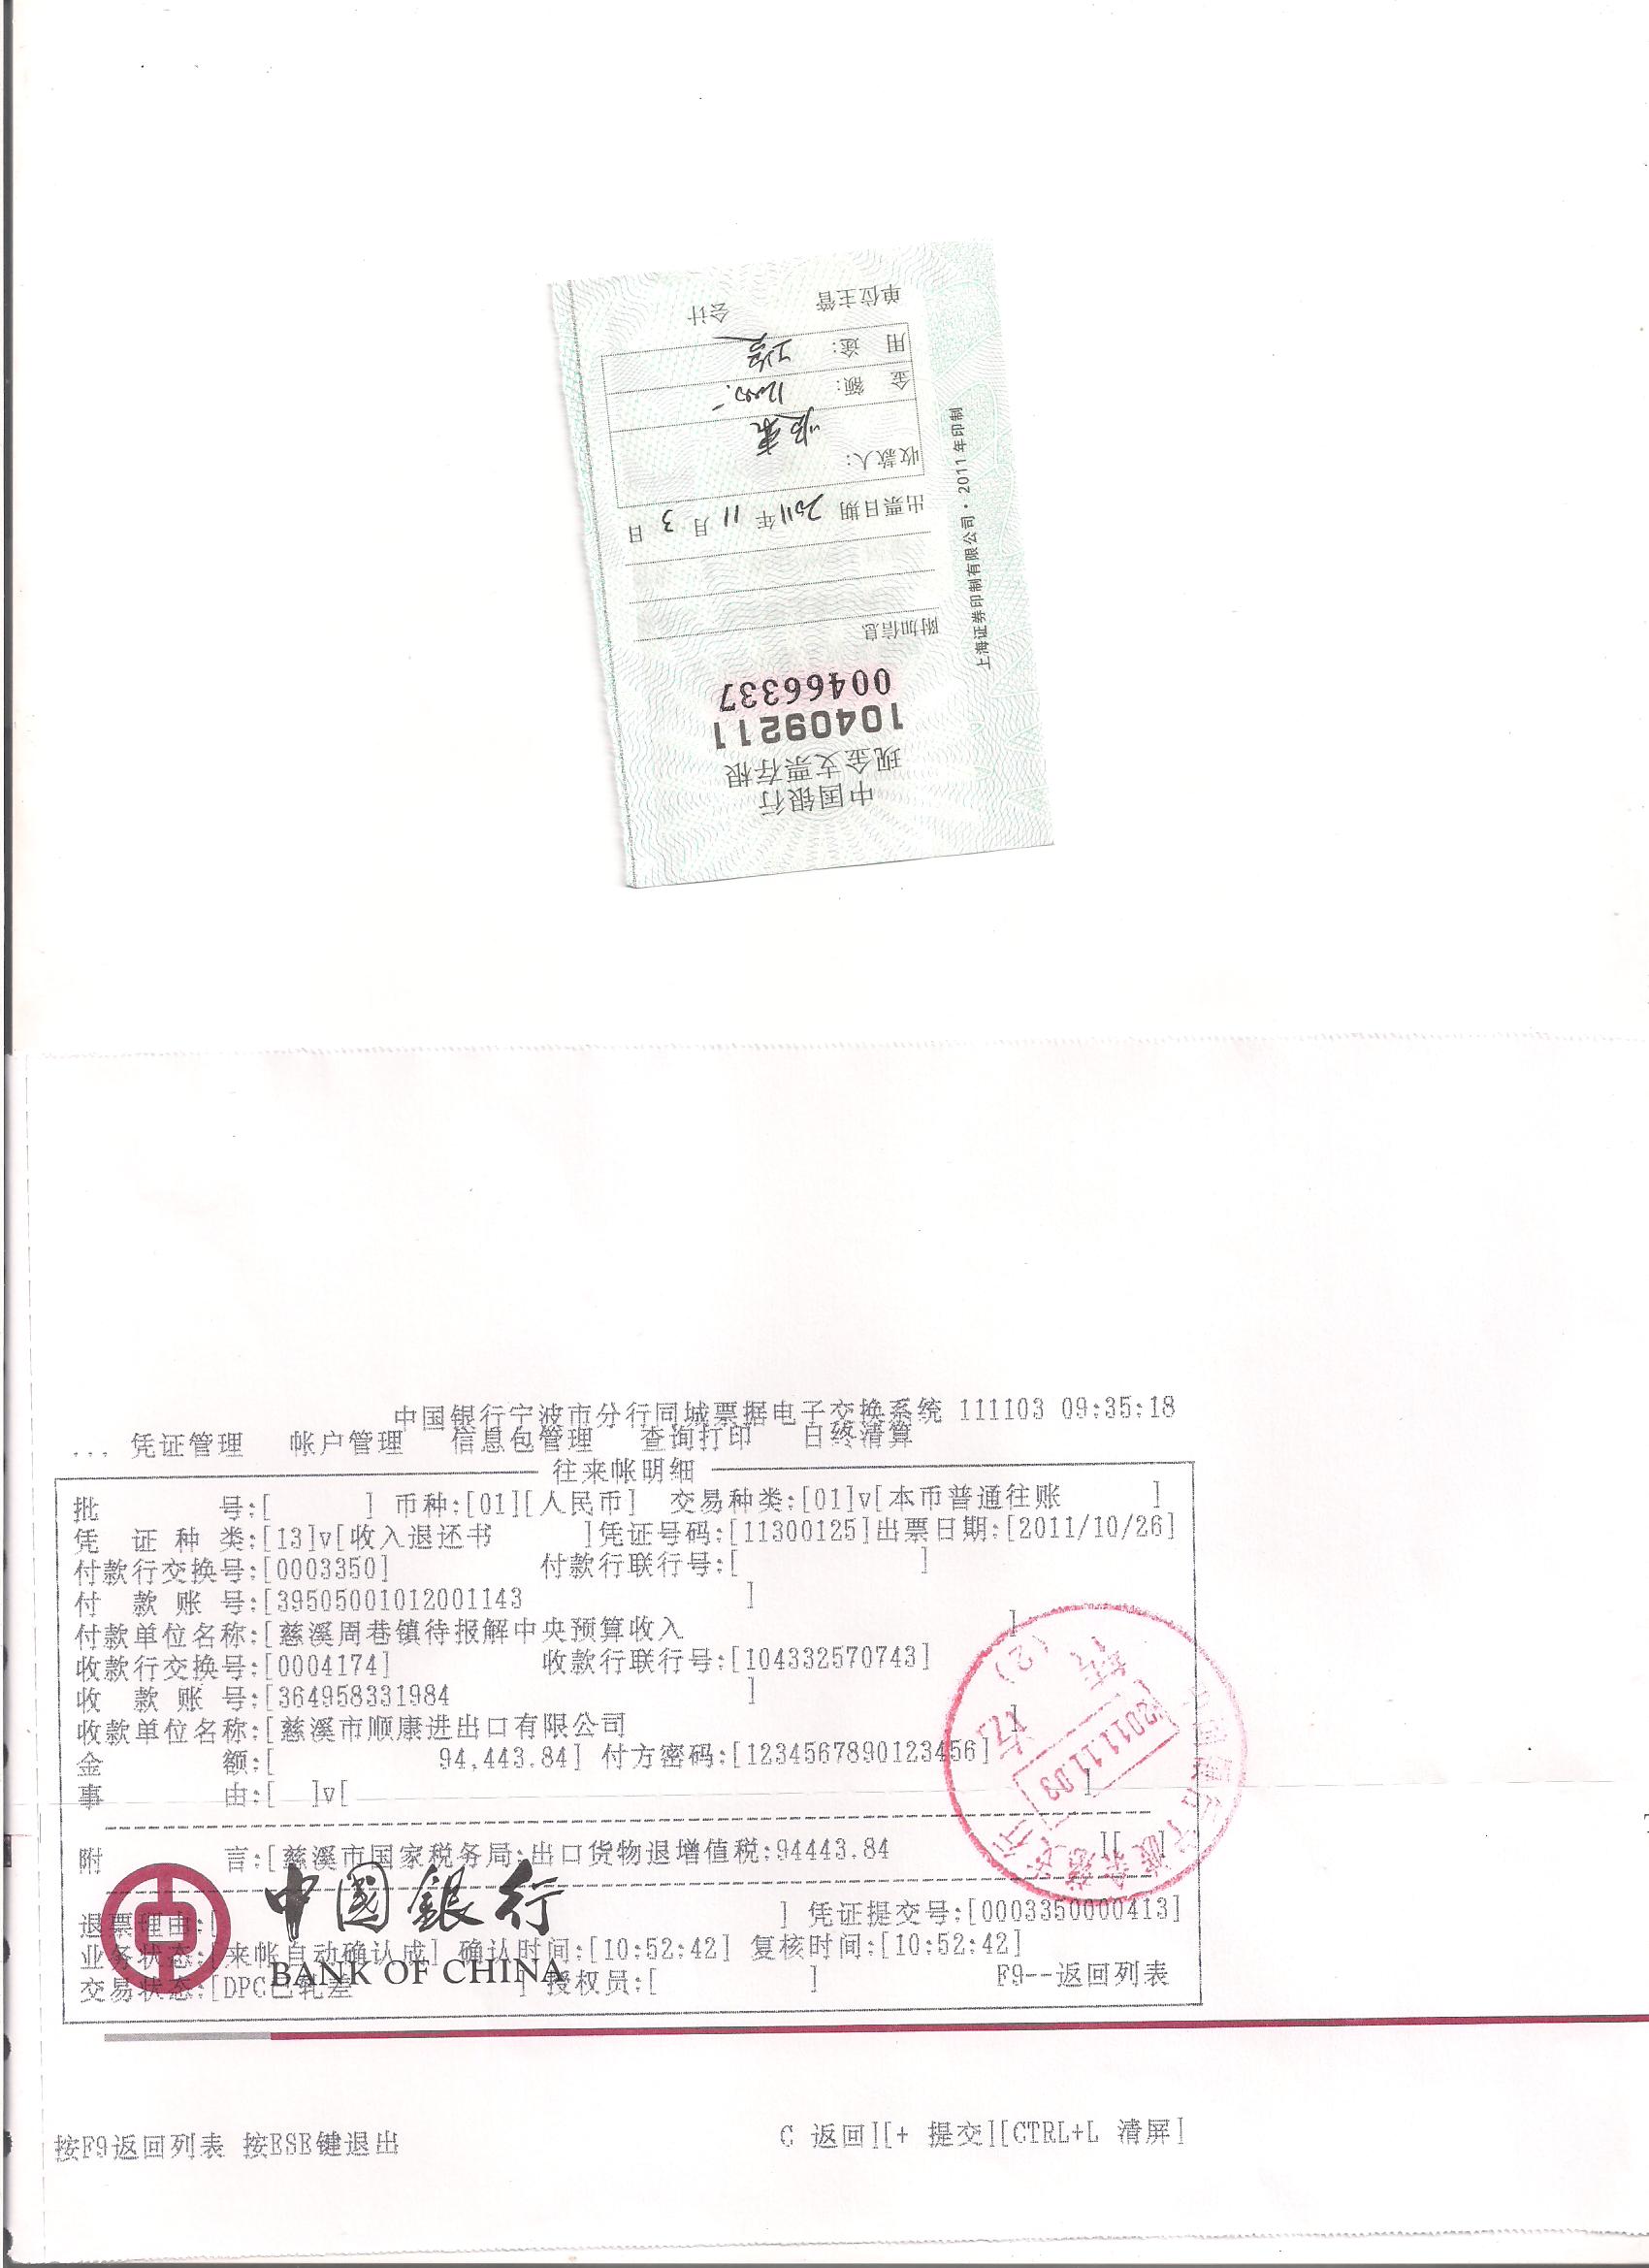 中国银行
现金支票存根
10409211
00466337
附加信息
出票日期 2011年 11月 3日
收款人：
金 额： 12000.-
用 途： 工资
单位主管 会计
上海证券印制有限公司·2011年印制
中国银行宁波市分行同城票据电子交换系统 111103 09:35:18
... 凭证管理 帐户管理 信息包管理 查询打印 日终清算
往来帐明细
批 号:[ ] 币种:[01][人民币] 交易种类:[01]v[本币普通往账 ]
凭 证 种 类:[13]v[收入退还书 ]凭证号码:[11300125]出票日期:[2011/10/26]
付款行交换号:[0003350] 付款行联行号:[ ]
付 款 账 号:[39505001012001143 ]
付款单位名称:[慈溪周巷镇待报解中央预算收入 ]
收款行交换号:[0004174] 收款行联行号:[104332570743]
收 款 账 号:[364958331984 ]
收款单位名称:[慈溪市顺康进出口有限公司 ]
金 额:[ 94,443.84] 付方密码:[1234567890123456]
事 由:[ ]v[ ]
附 言:[慈溪市国家税务局:出口货物退增值税:94443.84 ][ ]
退票理由:[ ] 凭证提交号:[0003350000413]
业务状态:[来帐自动确认成] 确认时间:[10:52:42] 复核时间:[10:52:42]
交易状态:[DPC已轧差 ] 授权员:[ ] F9--返回列表
中國銀行
BANK OF CHINA
2011.11.03
(2)
按F9返回列表 按ESE键退出 C 返回][+ 提交][CTRL+L 清屏]